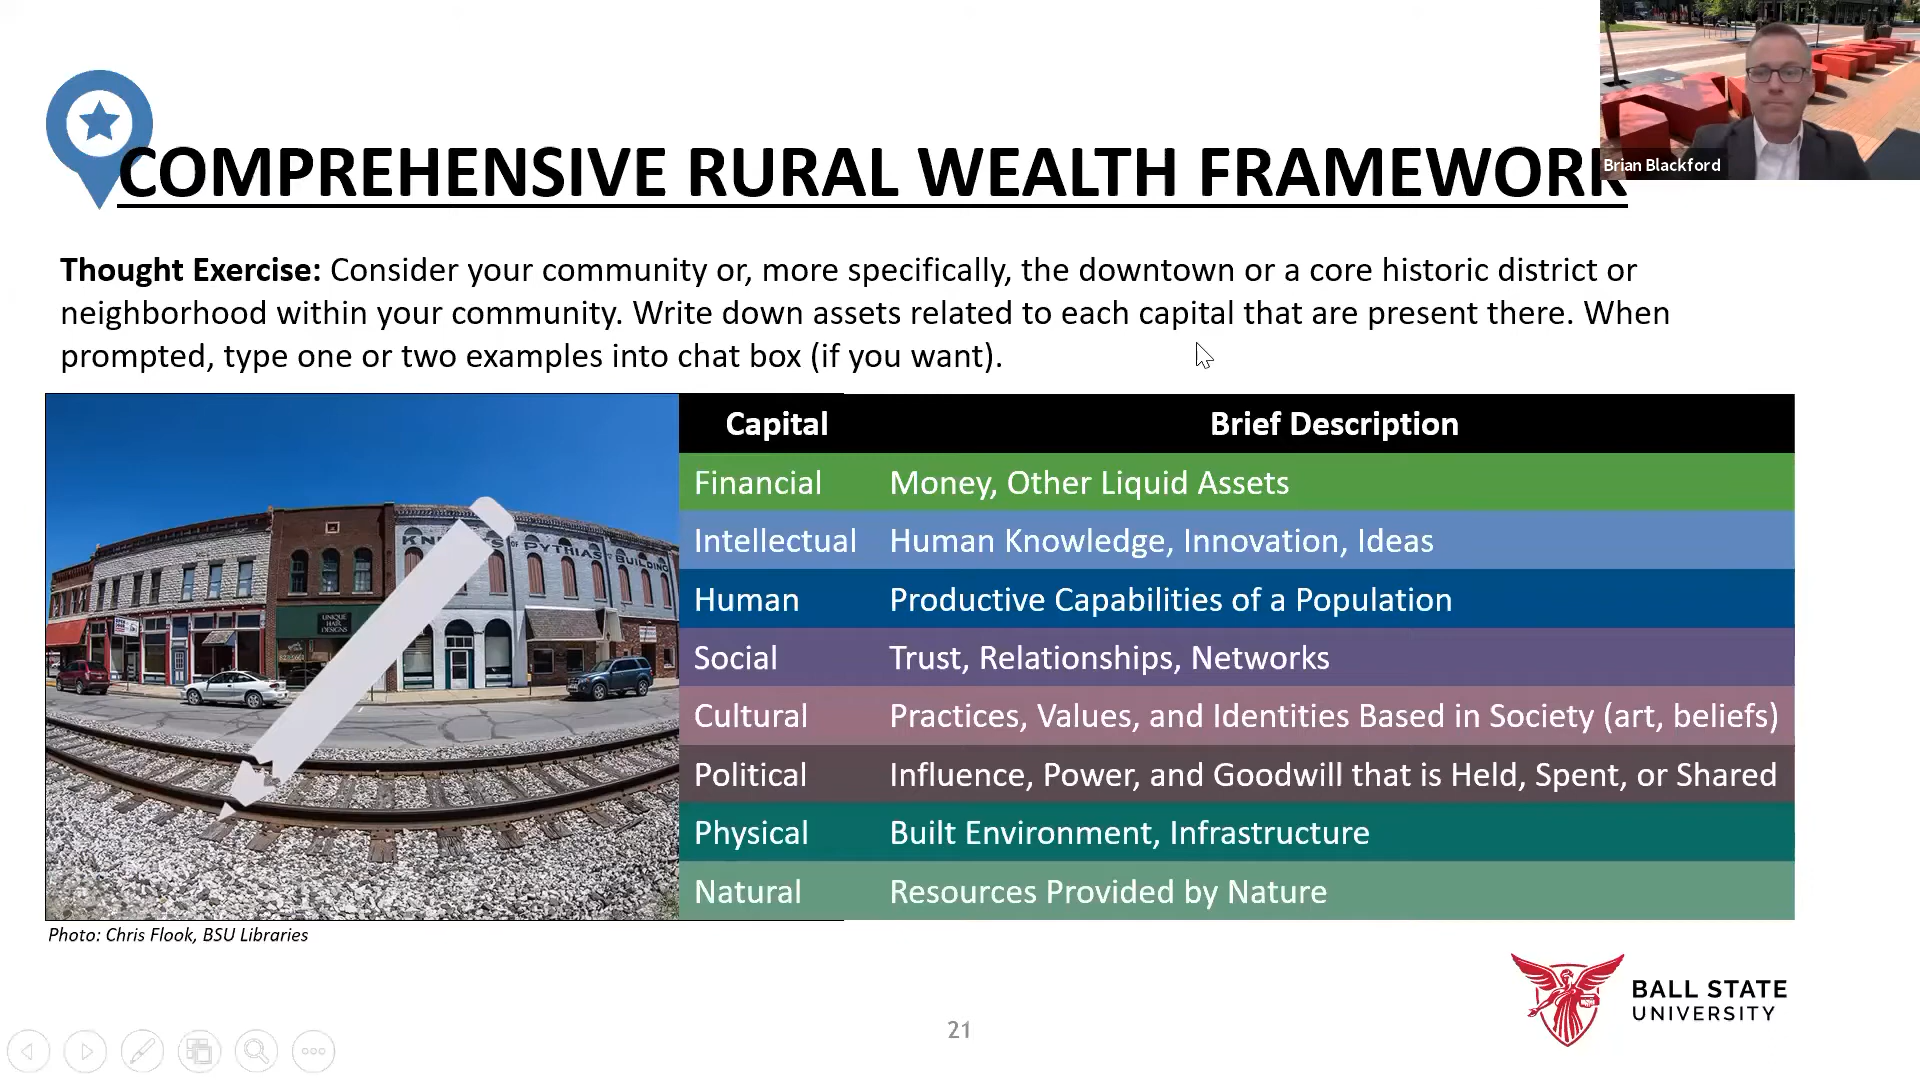 COMPREHENSIVE RURAL WEALTH FRAMEWORK
Brian Blackford
Thought Exercise: Consider your community or, more specifically, the downtown or a core historic district or
neighborhood within your community. Write down assets related to each capital that are present there. When
prompted, type one or two examples into chat box (if you want).
Capital Brief Description
Financial Money, Other Liquid Assets
Intellectual Human Knowledge, Innovation, Ideas
Human Productive Capabilities of a Population
Social Trust, Relationships, Networks
Cultural Practices, Values, and Identities Based in Society (art, beliefs)
Political Influence, Power, and Goodwill that is Held, Spent, or Shared
Physical Built Environment, Infrastructure
Natural Resources Provided by Nature
OF PYTHIAS BUILDING
UNIQUE
HAIR
DESIGNS
Photo: Chris Flook, BSU Libraries
BALL STATE
UNIVERSITY
21